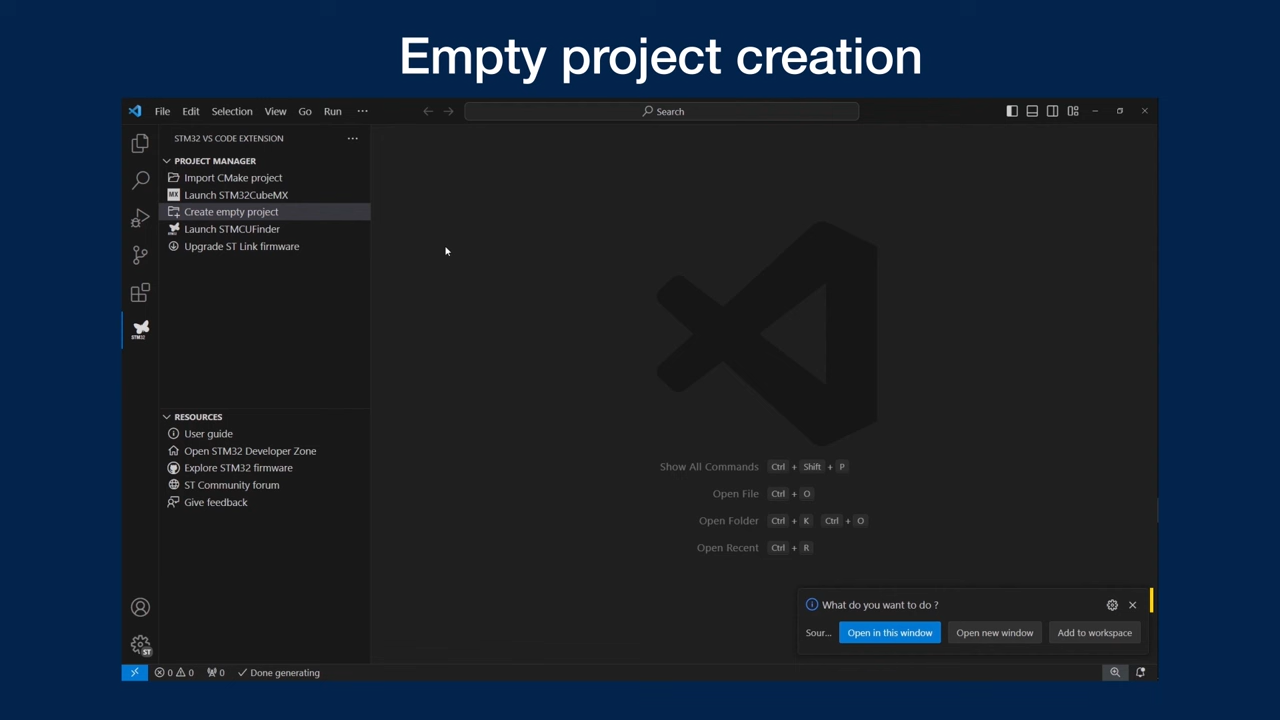 Empty project creation
File Edit Selection View Go Run ···
Search
STM32 VS CODE EXTENSION ···
PROJECT MANAGER
Import CMake project
MX Launch STM32CubeMX
Create empty project
Launch STMCUFinder
Upgrade ST Link firmware
STM32
RESOURCES
User guide
Open STM32 Developer Zone
Explore STM32 firmware
ST Community forum
Give feedback
Show All Commands Ctrl + Shift + P
Open File Ctrl + O
Open Folder Ctrl + K Ctrl + O
Open Recent Ctrl + R
What do you want to do ?
Sour... Open in this window Open new window Add to workspace
ST
0 0 0 Done generating